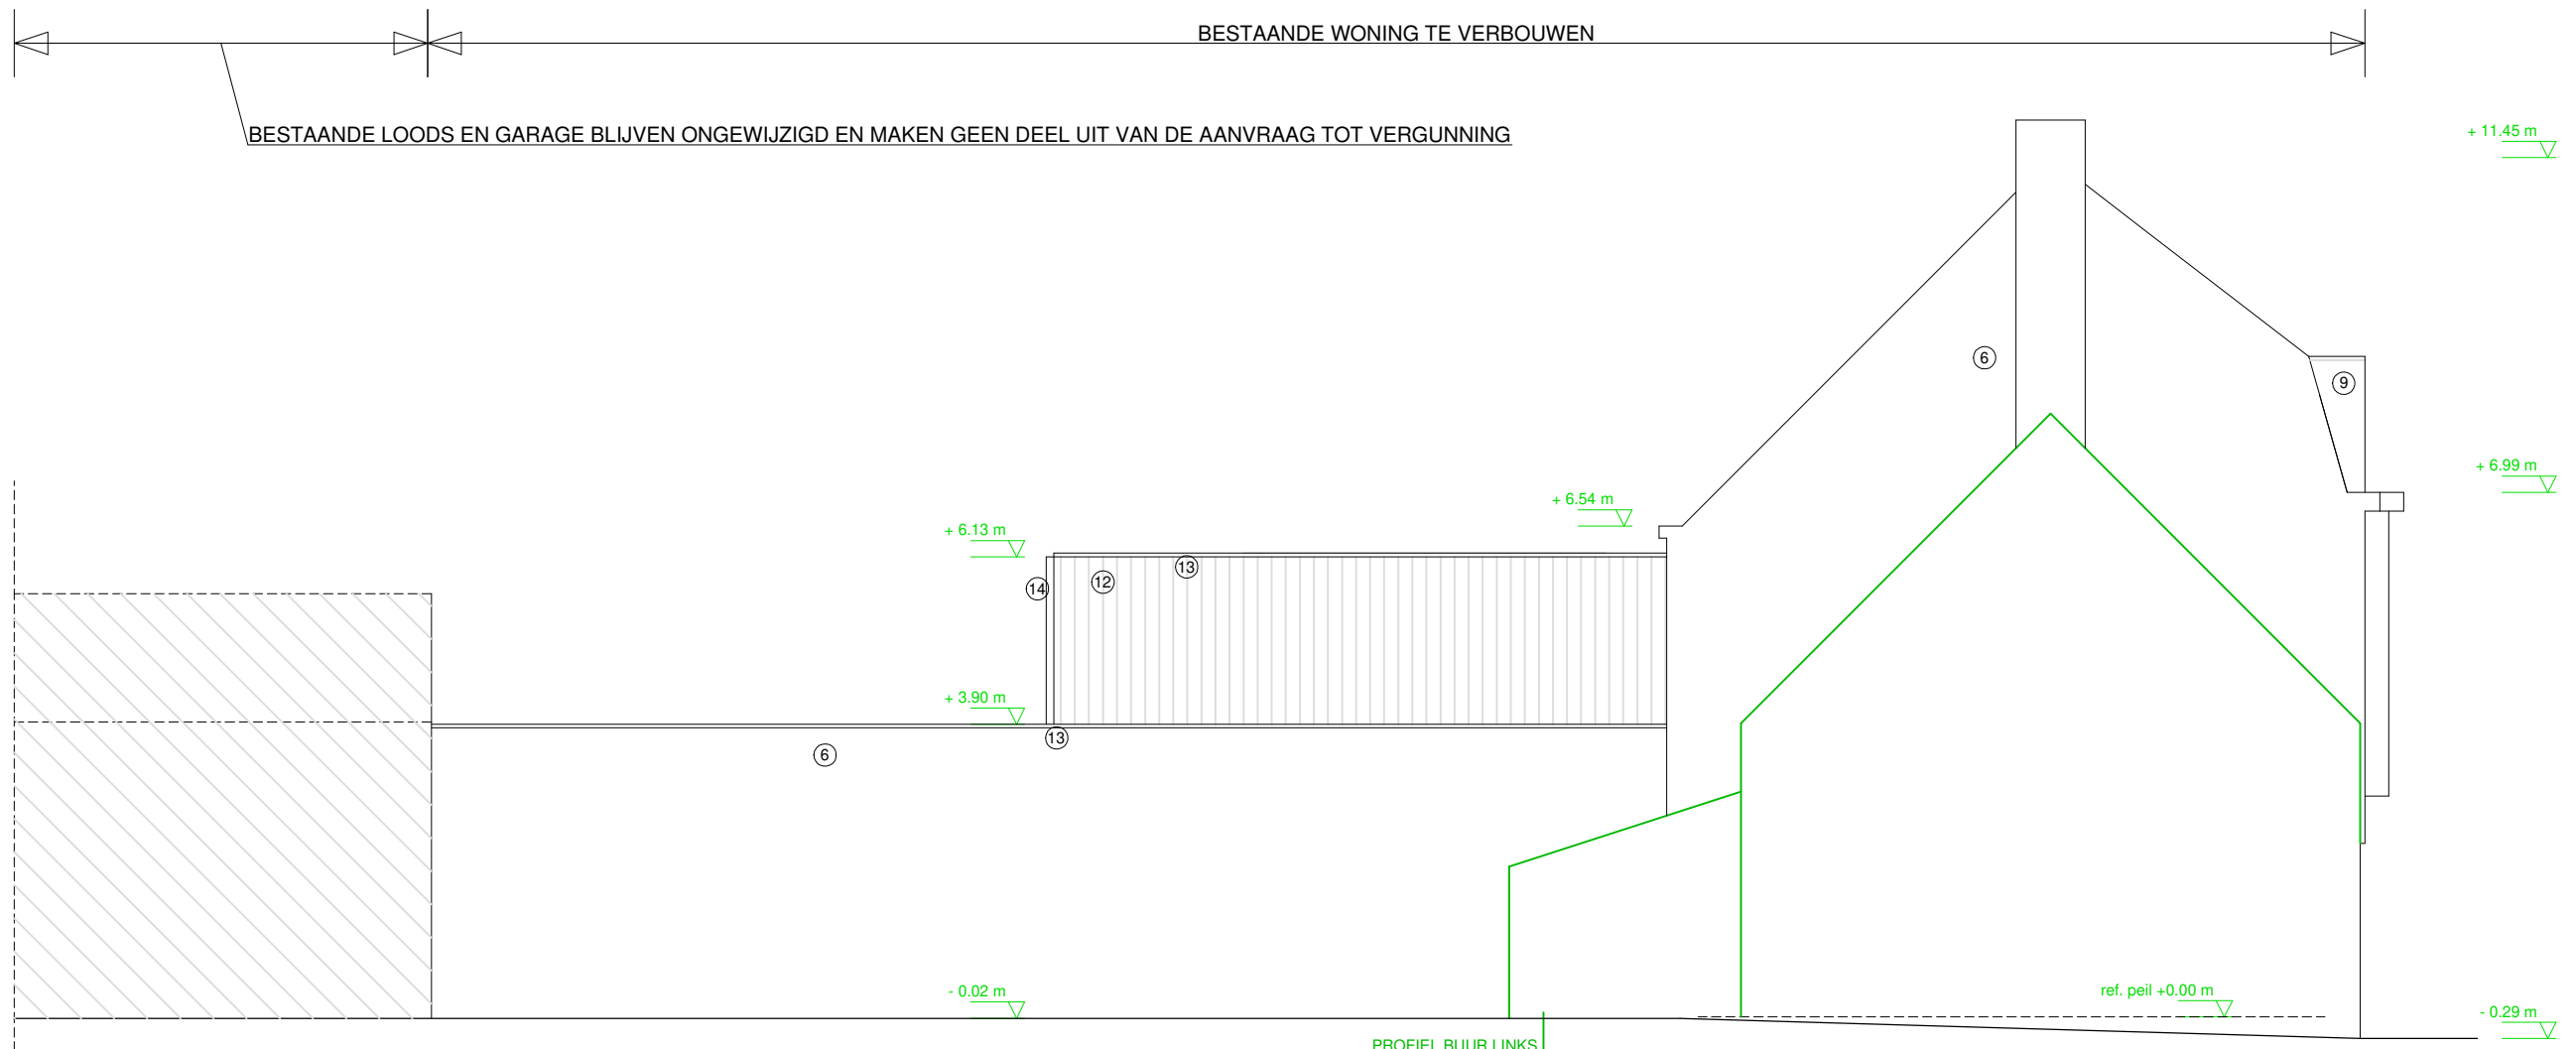 BESTAANDE WONING TE VERBOUWEN
BESTAANDE LOODS EN GARAGE BLIJVEN ONGEWIJZIGD EN MAKEN GEEN DEEL UIT VAN DE AANVRAAG TOT VERGUNNING
+ 11.45 m
6
9
+ 6.99 m
+ 6.54 m
+ 6.13 m
13
12
14
+ 3.90 m
13
6
- 0.02 m
ref. peil +0.00 m
- 0.29 m
PROFIEL BUUR LINKS